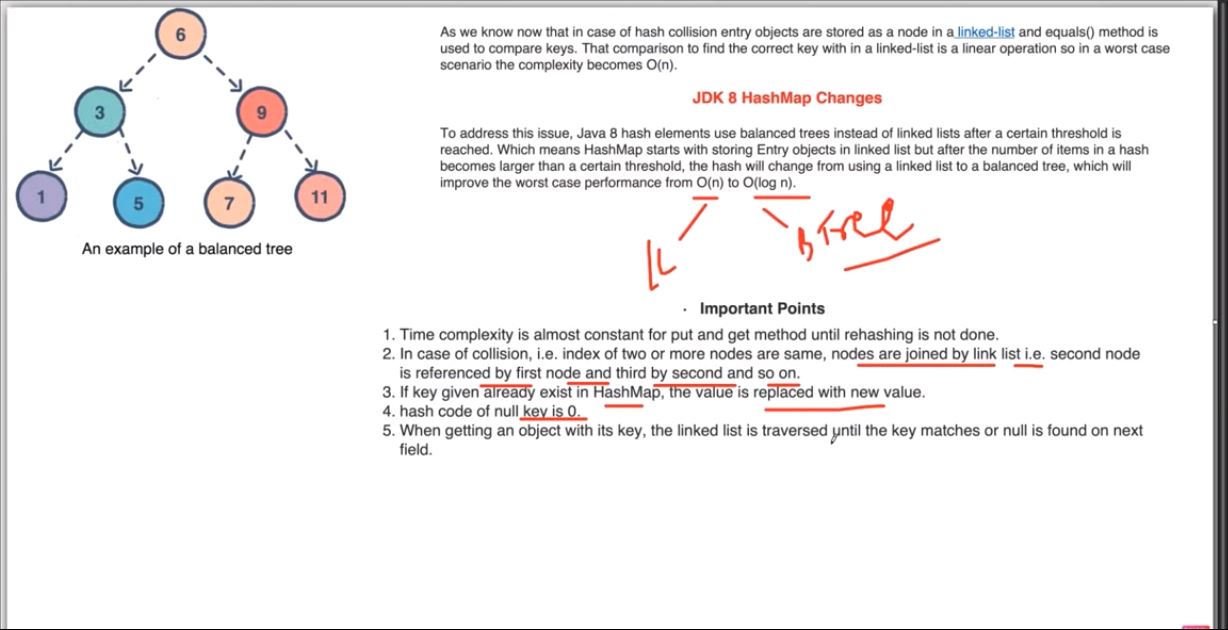 6
3
9
1
5
7
11
An example of a balanced tree
As we know now that in case of hash collision entry objects are stored as a node in a linked-list and equals() method is
used to compare keys. That comparison to find the correct key with in a linked-list is a linear operation so in a worst case
scenario the complexity becomes O(n).
JDK 8 HashMap Changes
To address this issue, Java 8 hash elements use balanced trees instead of linked lists after a certain threshold is
reached. Which means HashMap starts with storing Entry objects in linked list but after the number of items in a hash
becomes larger than a certain threshold, the hash will change from using a linked list to a balanced tree, which will
improve the worst case performance from O(n) to O(log n).
LL
B Tree
Important Points
1. Time complexity is almost constant for put and get method until rehashing is not done.
2. In case of collision, i.e. index of two or more nodes are same, nodes are joined by link list i.e. second node
is referenced by first node and third by second and so on.
3. If key given already exist in HashMap, the value is replaced with new value.
4. hash code of null key is 0.
5. When getting an object with its key, the linked list is traversed until the key matches or null is found on next
field.